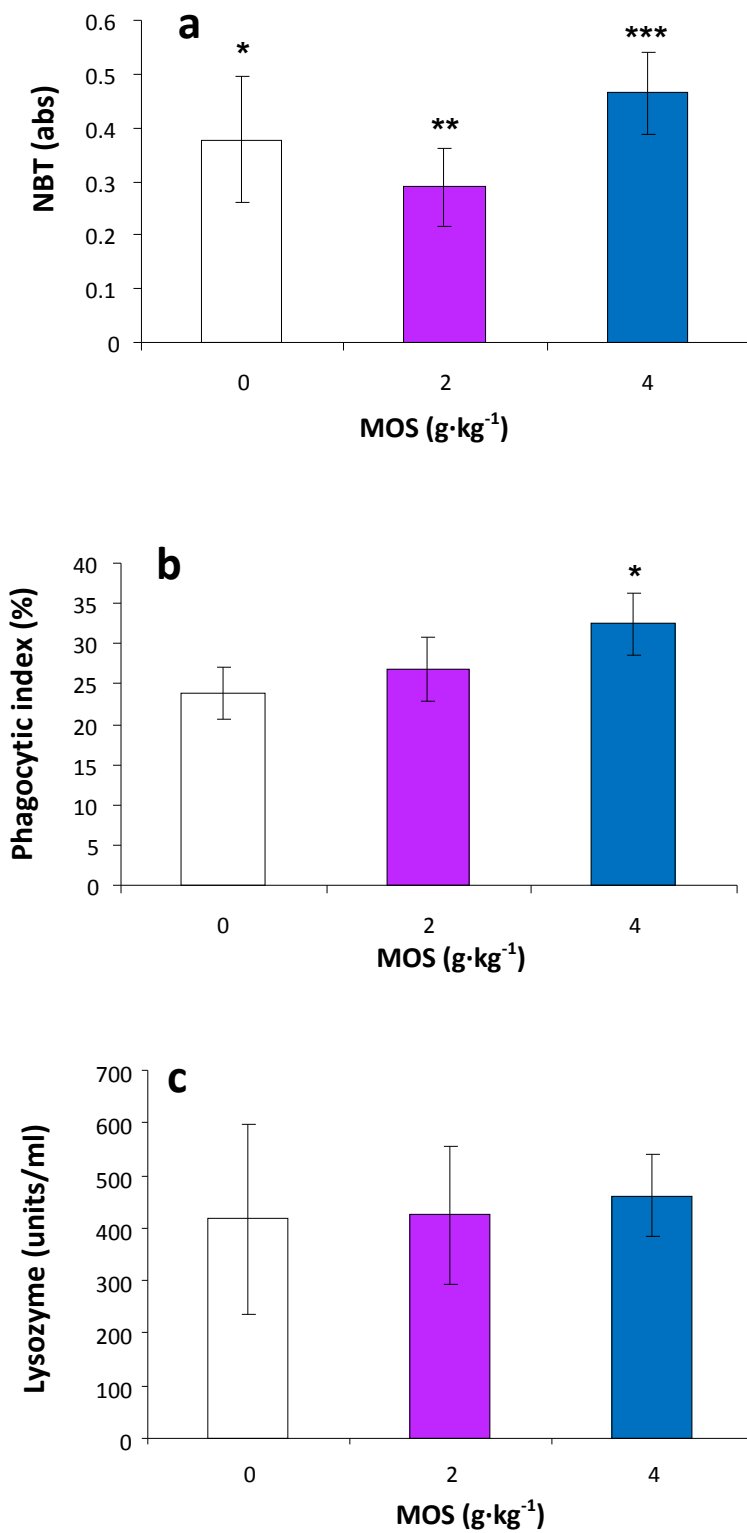 a
*
**
***
NBT (abs)
0.6
0.5
0.4
0.3
0.2
0.1
0
0 2 4
MOS (g·kg⁻¹)
b
*
Phagocytic index (%)
40
35
30
25
20
15
10
5
0
0 2 4
MOS (g·kg⁻¹)
c
Lysozyme (units/ml)
700
600
500
400
300
200
100
0
0 2 4
MOS (g·kg⁻¹)